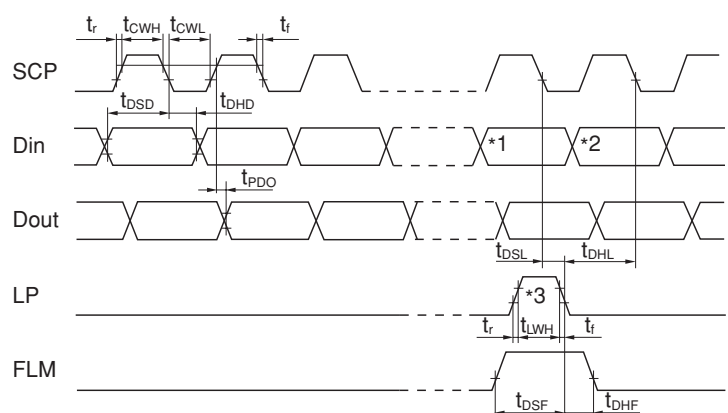 tr tCWH tCWL tf
SCP
tDSD tDHD
Din *1 *2
tPDO
Dout
tDSL tDHL
LP *3
tr tLWH tf
FLM
tDSF tDHF